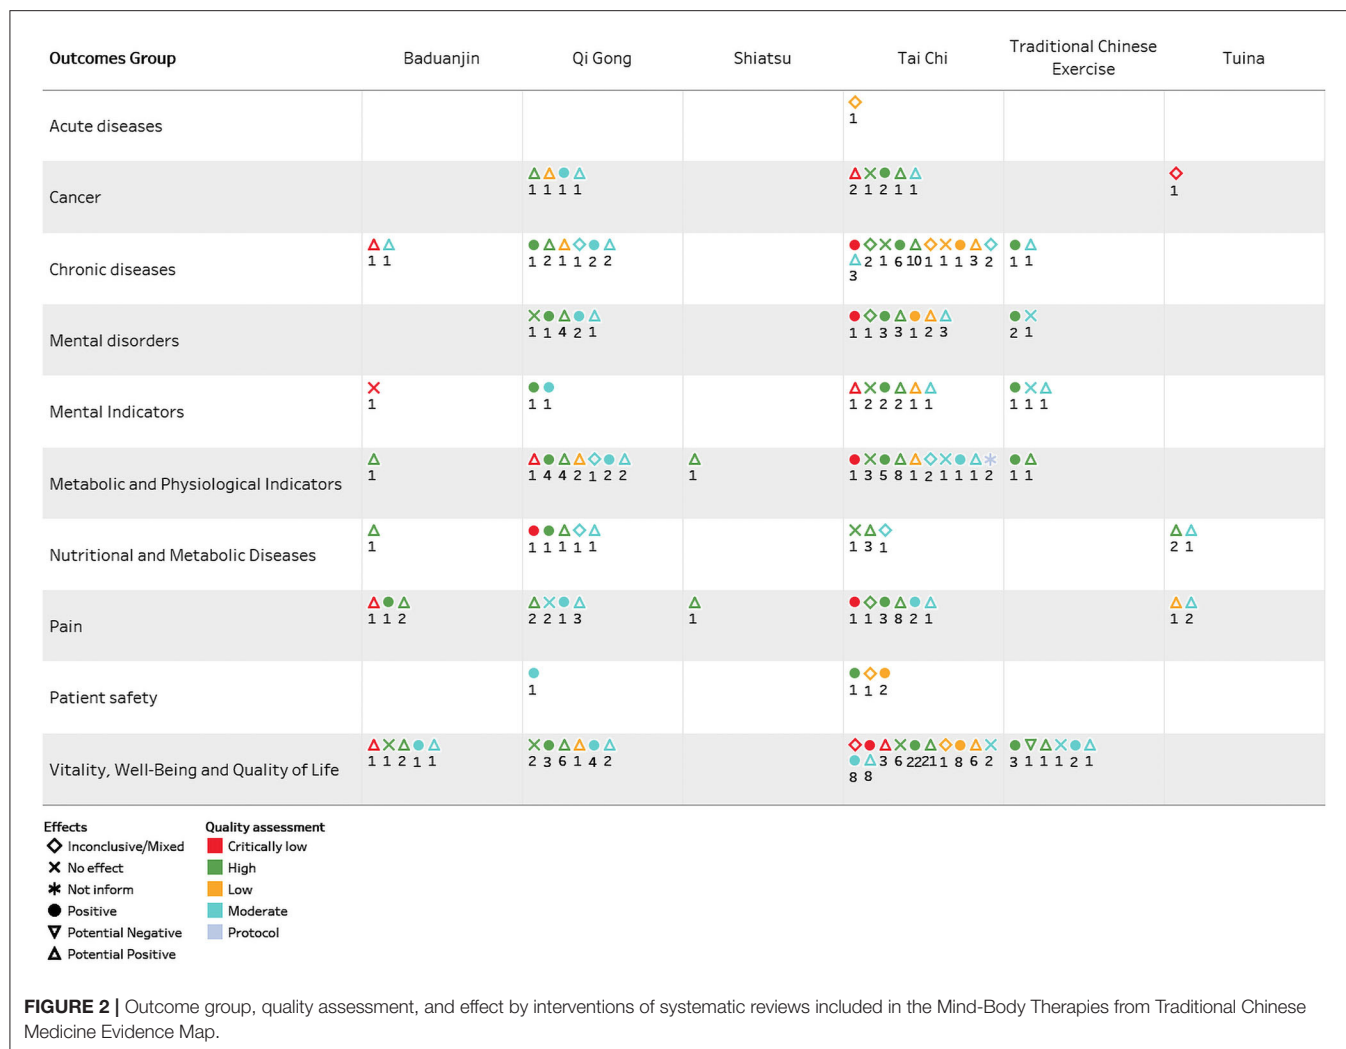 Outcomes Group Baduanjin Qi Gong Shiatsu Tai Chi Traditional Chinese Exercise Tuina
Acute diseases
1
Cancer
1 1 1 1
2 1 2 1 1
1
Chronic diseases
1 1
1 2 1 1 2 2
2 1 6 10 1 1 1 3 2
3
1 1
Mental disorders
1 1 4 2 1
1 1 3 3 1 2 3
2 1
Mental Indicators
1
1 1
1 2 2 2 1 1
1 1 1
Metabolic and Physiological Indicators
1
1 4 4 2 1 2 2
1
1 3 5 8 1 2 1 1 1 2
1 1
Nutritional and Metabolic Diseases
1
1 1 1 1 1
1 3 1
2 1
Pain
1 1 2
2 2 1 3
1
1 1 3 8 2 1
1 2
Patient safety
1
1 1 2
Vitality, Well-Being and Quality of Life
1 1 2 1 1
2 3 6 1 4 2
3 6 22 21 1 8 6 2
8 8
3 1 1 1 2 1
Effects
Inconclusive/Mixed
No effect
Not inform
Positive
Potential Negative
Potential Positive
Quality assessment
Critically low
High
Low
Moderate
Protocol
FIGURE 2 | Outcome group, quality assessment, and effect by interventions of systematic reviews included in the Mind-Body Therapies from Traditional Chinese
Medicine Evidence Map.